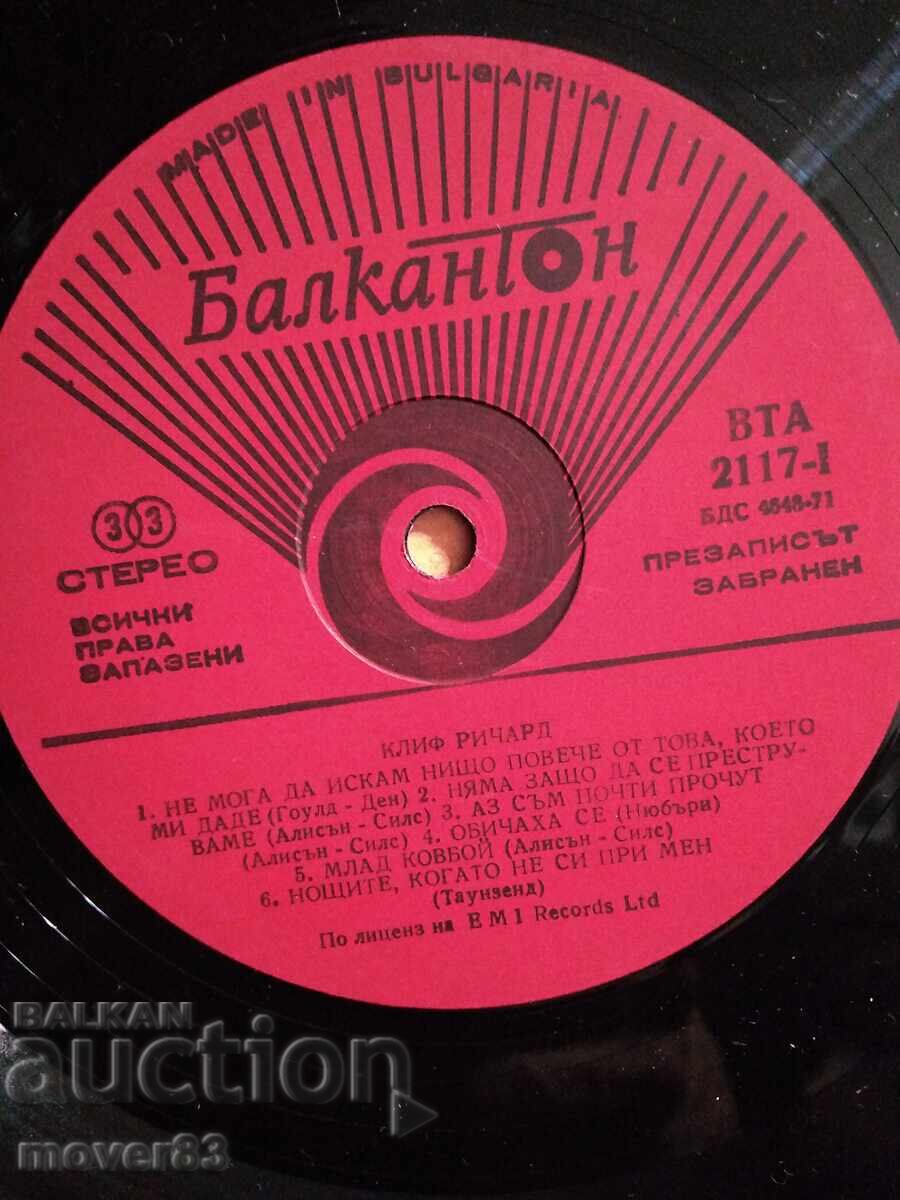 MADE IN BULGARIA
Балкантон
ВТА
2117-I
БДС 4648-71
ПРЕЗАПИСЪТ
ЗАБРАНЕН
33
СТЕРЕО
ВСИЧКИ
ПРАВА
ЗАПАЗЕНИ
КЛИФ РИЧАРД
1. НЕ МОГА ДА ИСКАМ НИЩО ПОВЕЧЕ ОТ ТОВА, КОЕТО
МИ ДАДЕ (Гоулд - Ден) 2. НЯМА ЗАЩО ДА СЕ ПРЕСТРУ-
ВАМЕ (Алисън - Силс) 3. АЗ СЪМ ПОЧТИ ПРОЧУТ
(Алисън - Силс) 4. ОБИЧАХА СЕ (Нюбъри)
5. МЛАД КОВБОЙ (Алисън - Силс)
6. НОЩИТЕ, КОГАТО НЕ СИ ПРИ МЕН
(Таунзенд)
По лиценз на E M I Records Ltd
BALKAN
auction
mover83